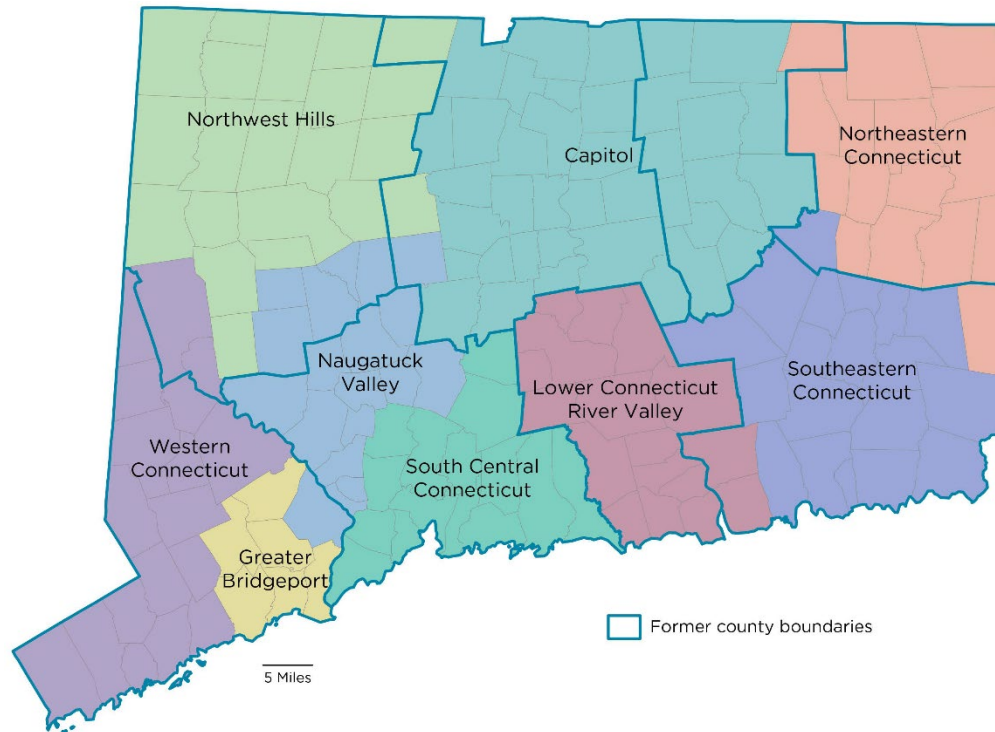 Northwest Hills
Capitol
Northeastern
Connecticut
Naugatuck
Valley
Lower Connecticut
River Valley
Southeastern
Connecticut
Western
Connecticut
South Central
Connecticut
Greater
Bridgeport
Former county boundaries
5 Miles